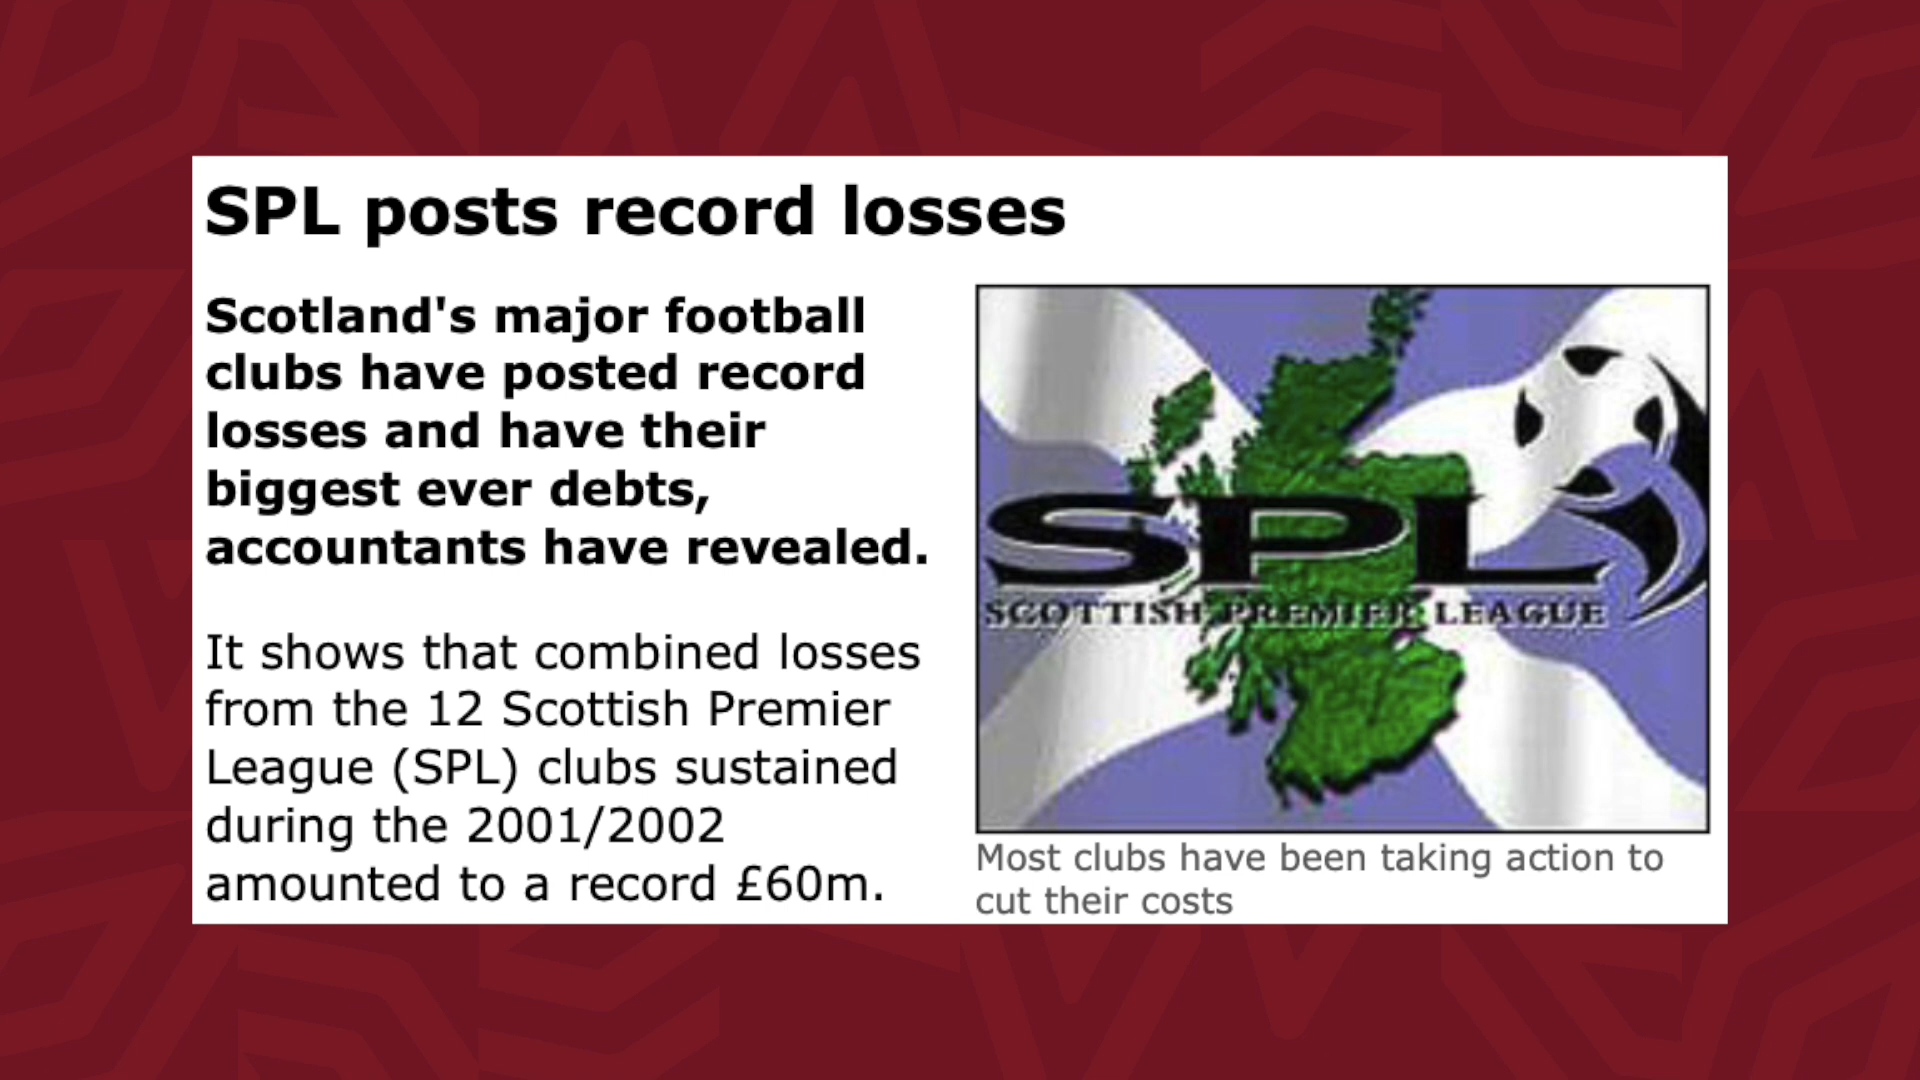 SPL posts record losses
Scotland's major football
clubs have posted record
losses and have their
biggest ever debts,
accountants have revealed.
It shows that combined losses
from the 12 Scottish Premier
League (SPL) clubs sustained
during the 2001/2002
amounted to a record £60m.
SPL
SCOTTISH PREMIER LEAGUE
Most clubs have been taking action to
cut their costs